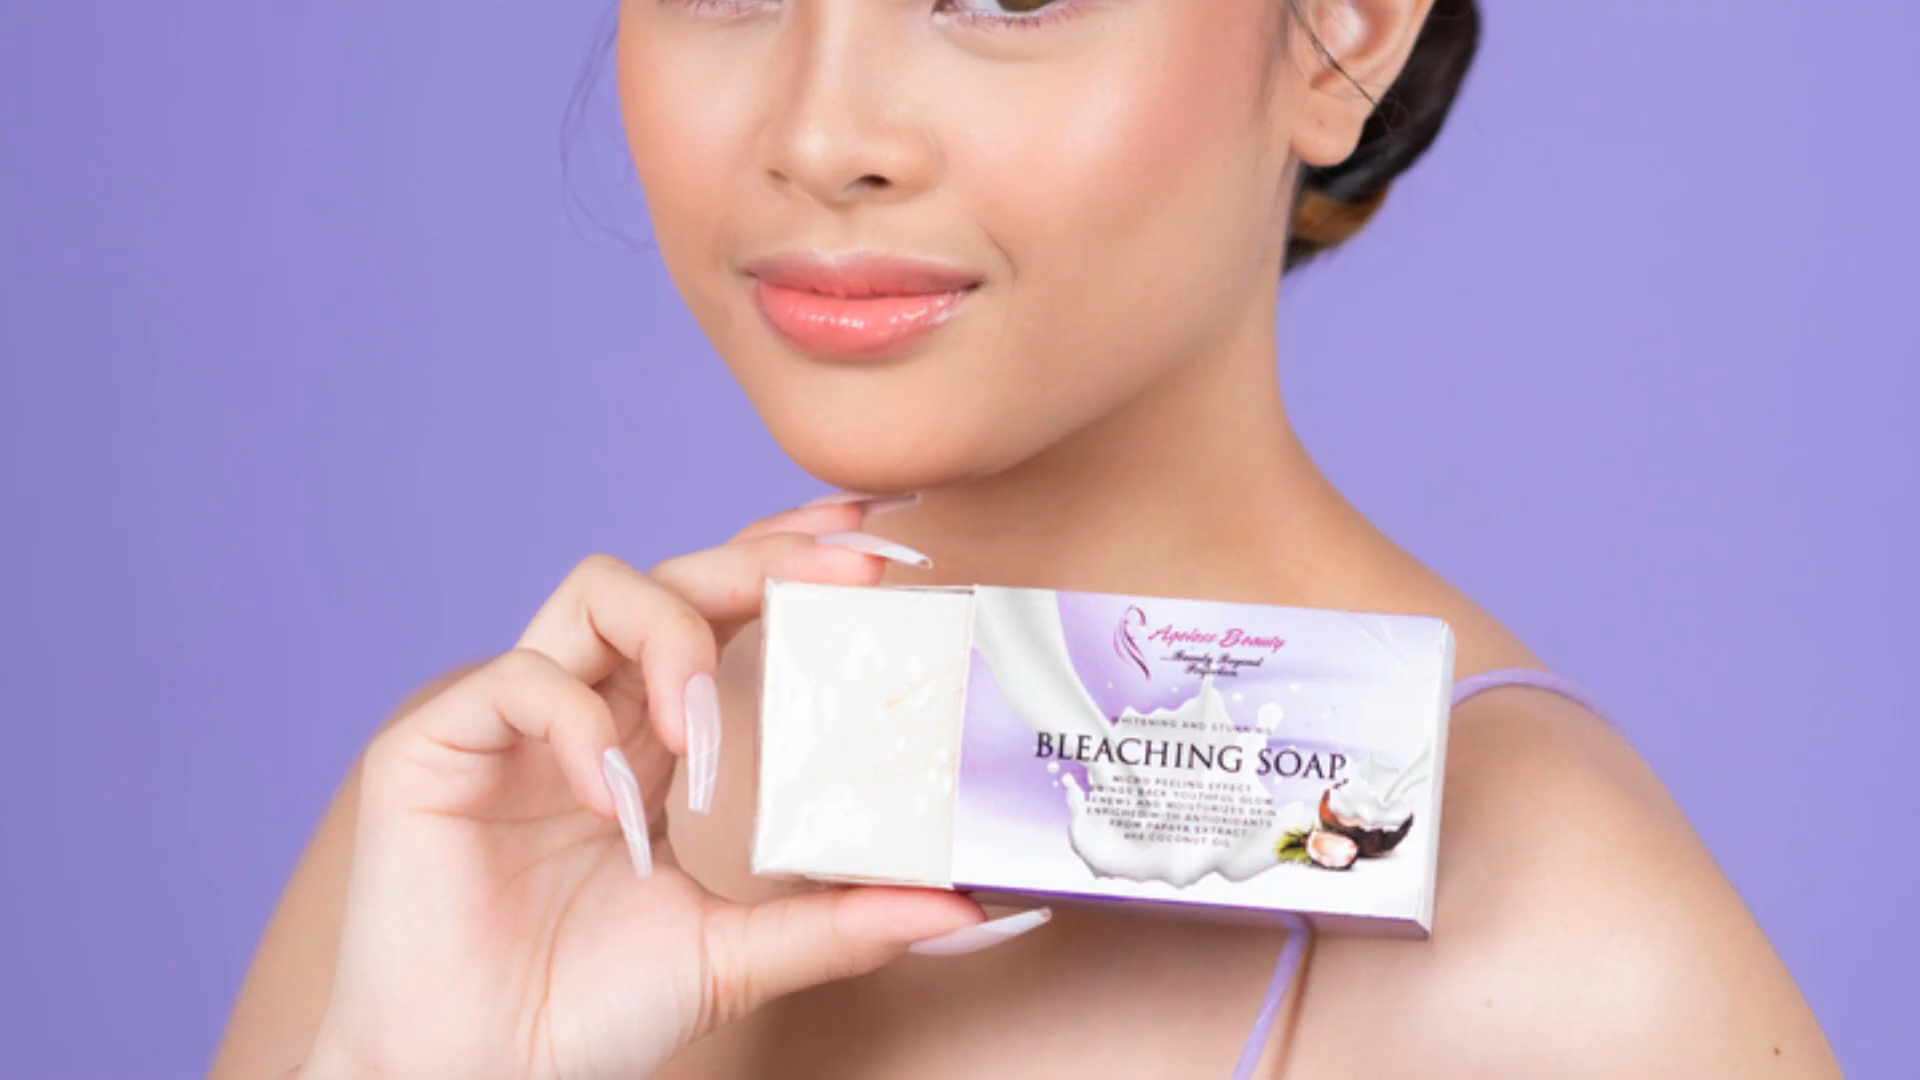 Ageless Beauty
...Beauty Beyond
Perfection
WHITENING AND STUNNING
BLEACHING SOAP
MICRO PEELING EFFECT
BRINGS BACK YOUTHFUL GLOW
RENEWS AND MOISTURIZES SKIN
ENRICHED WITH ANTIOXIDANTS
FROM PAPAYA EXTRACT
AND COCONUT OIL